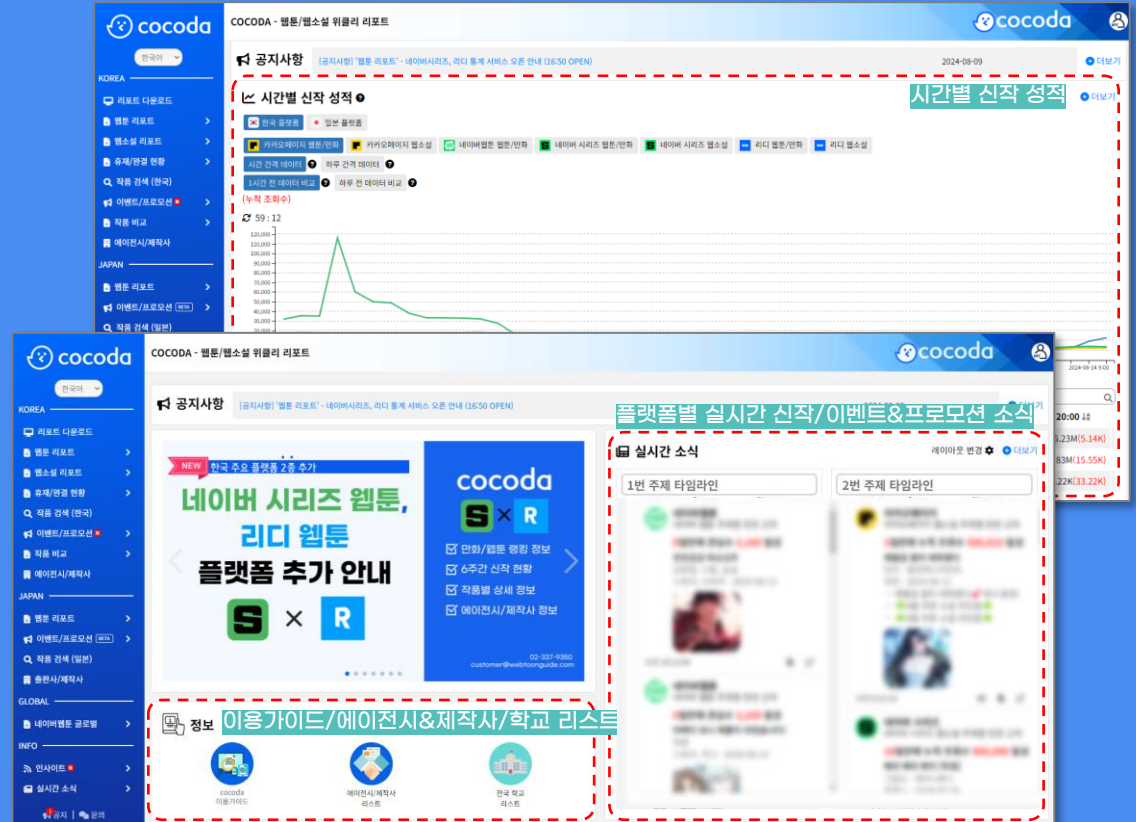 cocoda
COCODA - 웹툰/웹소설 위클리 리포트
cocoda
한국어
공지사항
[공지사항] '웹툰 리포트' - 네이버시리즈, 리디 통계 서비스 오픈 안내 (16:50 OPEN)
2024-08-09
더보기
KOREA
리포트 다운로드
웹툰 리포트
웹소설 리포트
휴재/완결 현황
작품 검색 (한국)
이벤트/프로모션
작품 비교
에이전시/제작사
JAPAN
웹툰 리포트
이벤트/프로모션 BETA
작품 검색 (일본)
시간별 신작 성적
시간별 신작 성적
더보기
한국 플랫폼
일본 플랫폼
카카오페이지 웹툰/만화
카카오페이지 웹소설
네이버웹툰 웹툰/만화
네이버 시리즈 웹툰/만화
네이버 시리즈 웹소설
리디 웹툰/만화
리디 웹소설
시간 간격 데이터
하루 간격 데이터
1시간 전 데이터 비교
하루 전 데이터 비교
(누적 조회수)
59 : 12
120,000
110,000
100,000
90,000
80,000
70,000
60,000
50,000
40,000
30,000
20,000
2024-08-14 9:00
20:00
5.23M(5.14K)
83M(15.55K)
.22K(33.22K)
cocoda
COCODA - 웹툰/웹소설 위클리 리포트
cocoda
한국어
KOREA
리포트 다운로드
웹툰 리포트
웹소설 리포트
휴재/완결 현황
작품 검색 (한국)
이벤트/프로모션
작품 비교
에이전시/제작사
JAPAN
웹툰 리포트
이벤트/프로모션 BETA
작품 검색 (일본)
출판사/제작사
GLOBAL
네이버웹툰 글로벌
INFO
인사이트
실시간 소식
공지 | 문의
공지사항
[공지사항] '웹툰 리포트' - 네이버시리즈, 리디 통계 서비스 오픈 안내 (16:50 OPEN)
플랫폼별 실시간 신작/이벤트&프로모션 소식
NEW 한국 주요 플랫폼 2종 추가
네이버 시리즈 웹툰,
리디 웹툰
플랫폼 추가 안내
S × R
cocoda
S × R
만화/웹툰 랭킹 정보
6주간 신작 현황
작품별 상세 정보
에이전시/제작사 정보
02-337-9350
customer@webtoonguide.com
실시간 소식
레이아웃 변경
더보기
1번 주제 타임라인
2번 주제 타임라인
정보
이용가이드/에이전시&제작사/학교 리스트
cocoda
이용가이드
에이전시/제작사
리스트
전국 학교
리스트